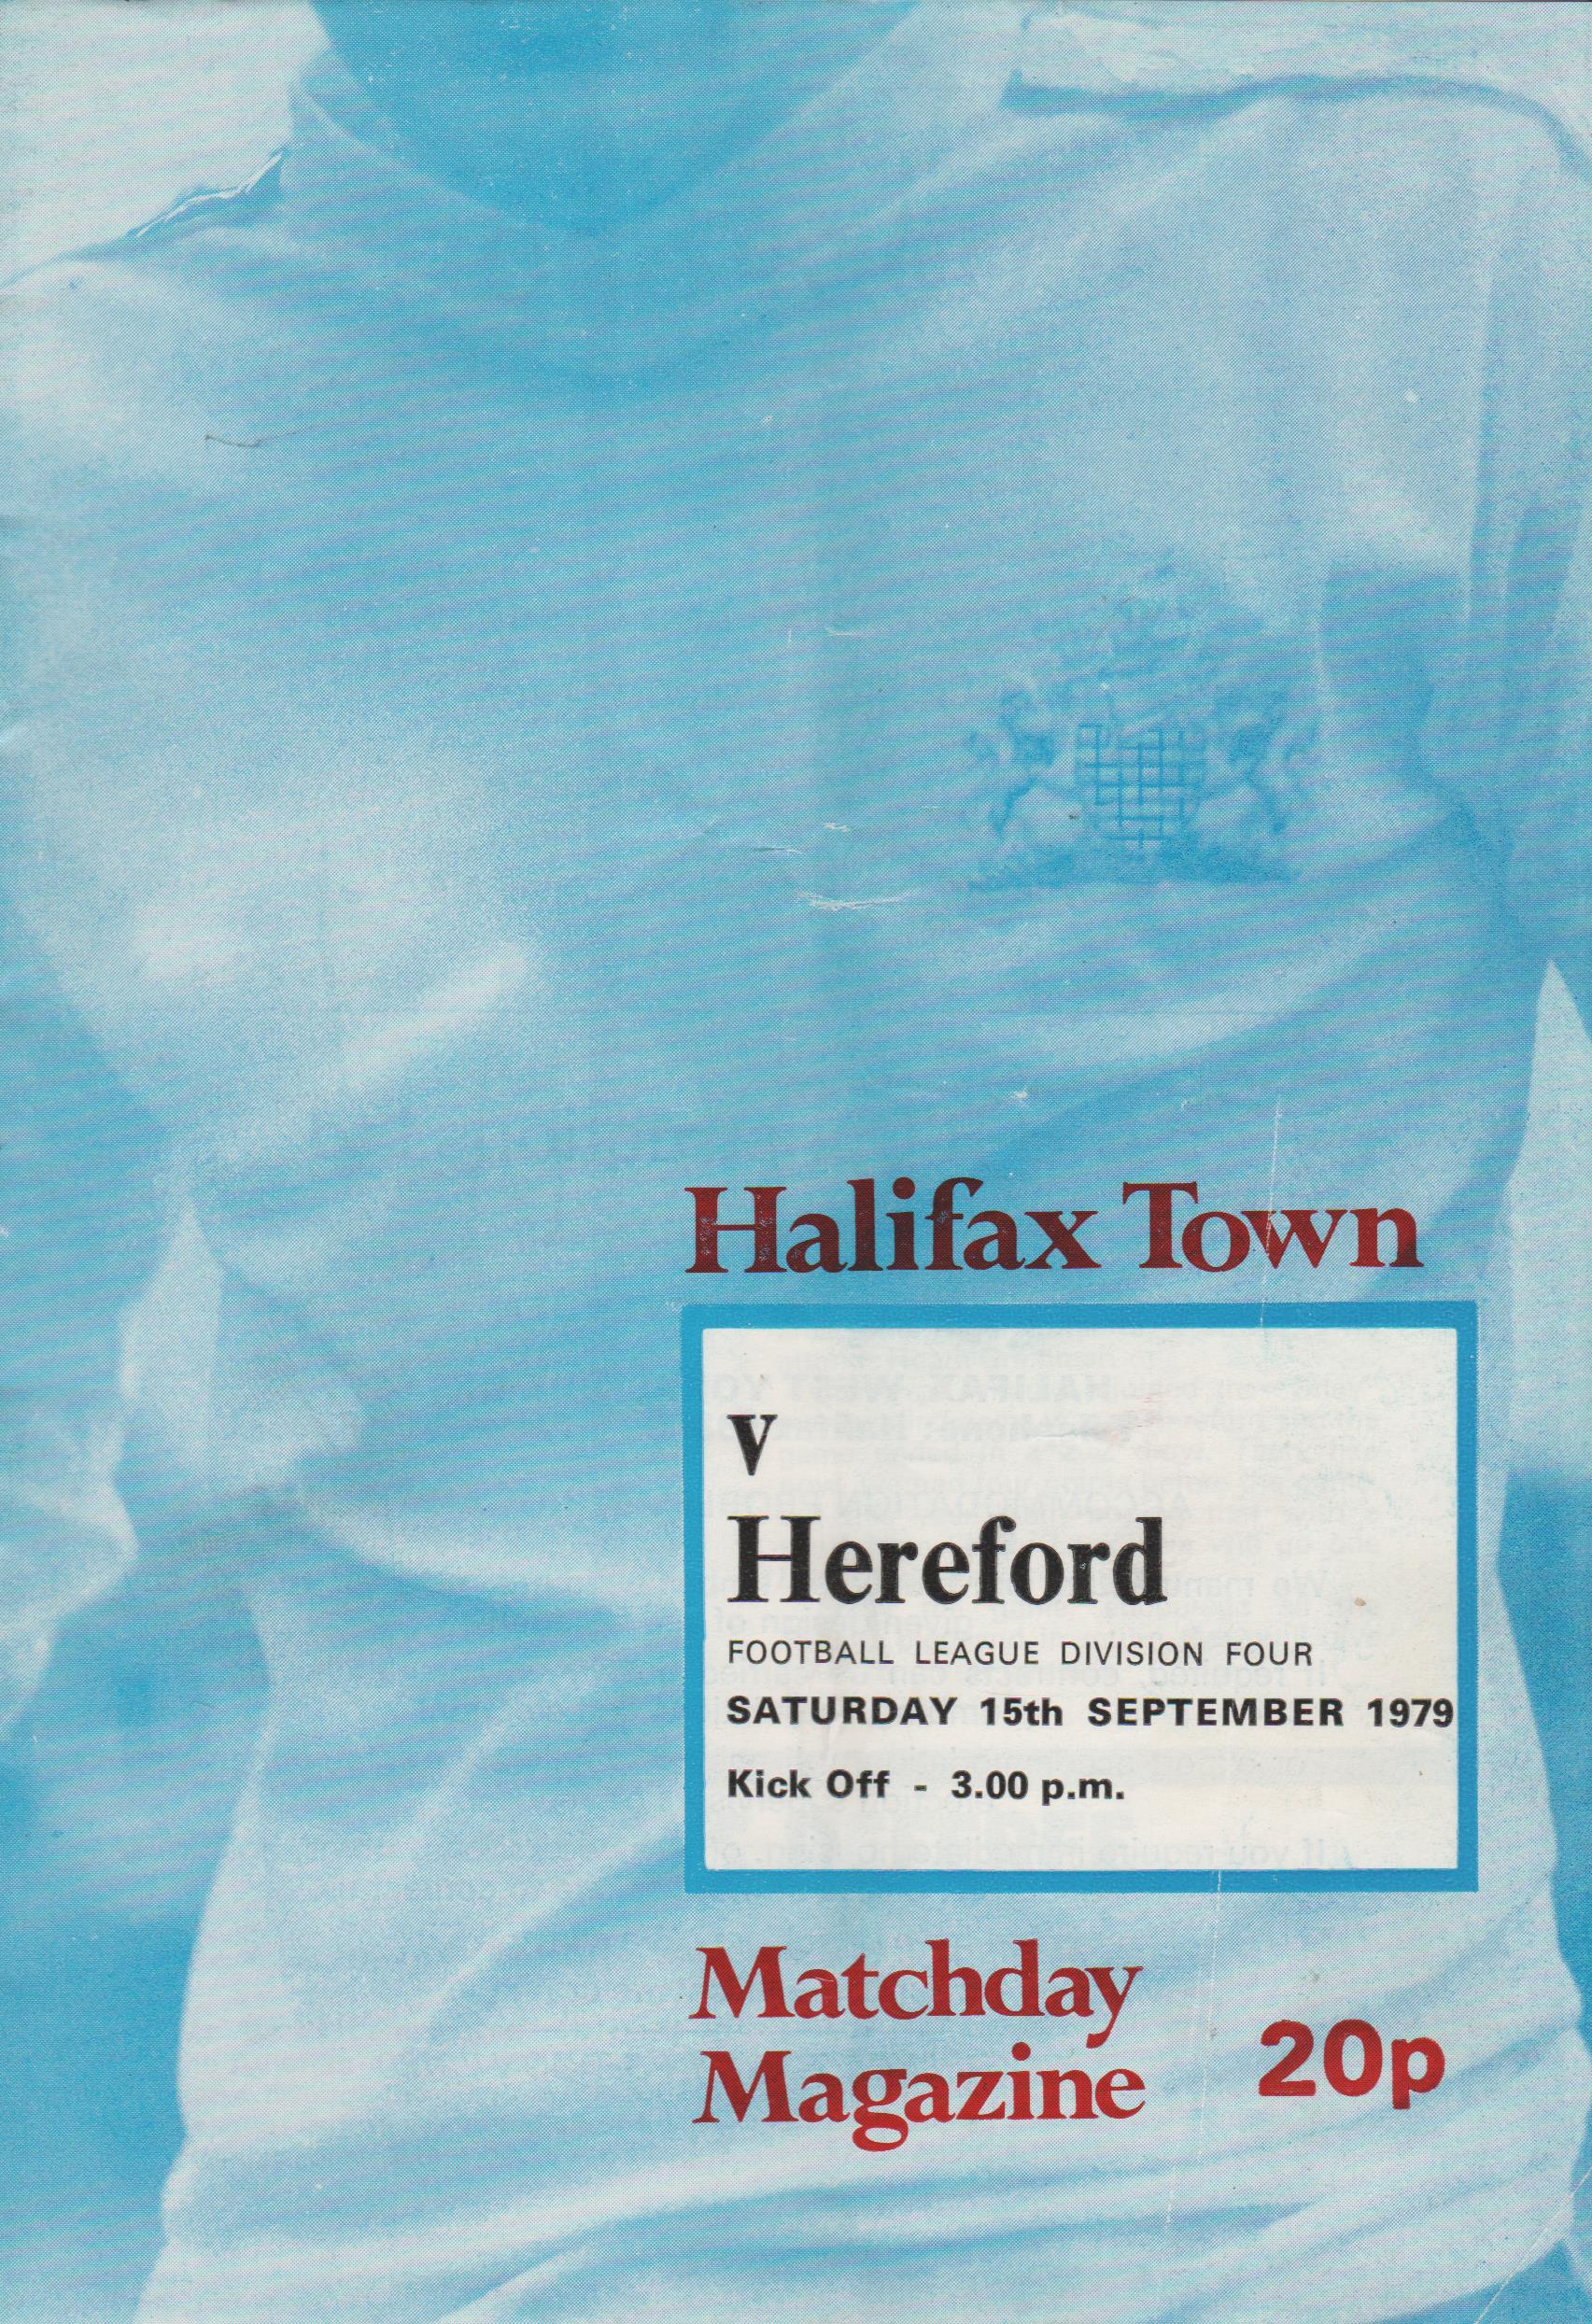 Halifax Town
v
Hereford
FOOTBALL LEAGUE DIVISION FOUR
SATURDAY 15th SEPTEMBER 1979
Kick Off - 3.00 p.m.
Matchday
Magazine 20p